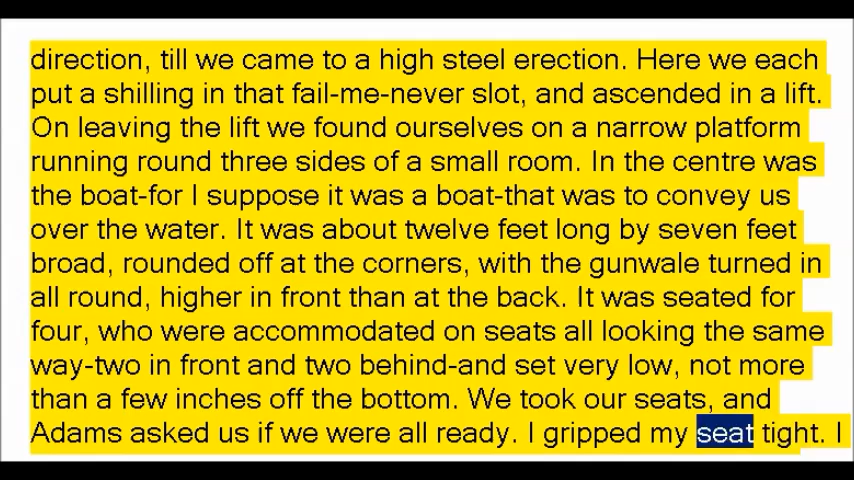 direction, till we came to a high steel erection. Here we each
put a shilling in that fail-me-never slot, and ascended in a lift.
On leaving the lift we found ourselves on a narrow platform
running round three sides of a small room. In the centre was
the boat-for I suppose it was a boat-that was to convey us
over the water. It was about twelve feet long by seven feet
broad, rounded off at the corners, with the gunwale turned in
all round, higher in front than at the back. It was seated for
four, who were accommodated on seats all looking the same
way-two in front and two behind-and set very low, not more
than a few inches off the bottom. We took our seats, and
Adams asked us if we were all ready. I gripped my seat tight. I